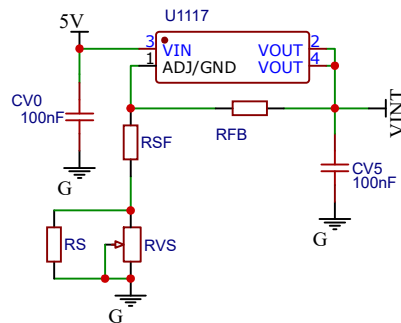 5V
U1117
3 VIN VOUT 2
1 ADJ/GND VOUT 4
CV0
100nF
RSF
RFB
VINT
CV5
100nF
G
G
RS
RVS
G